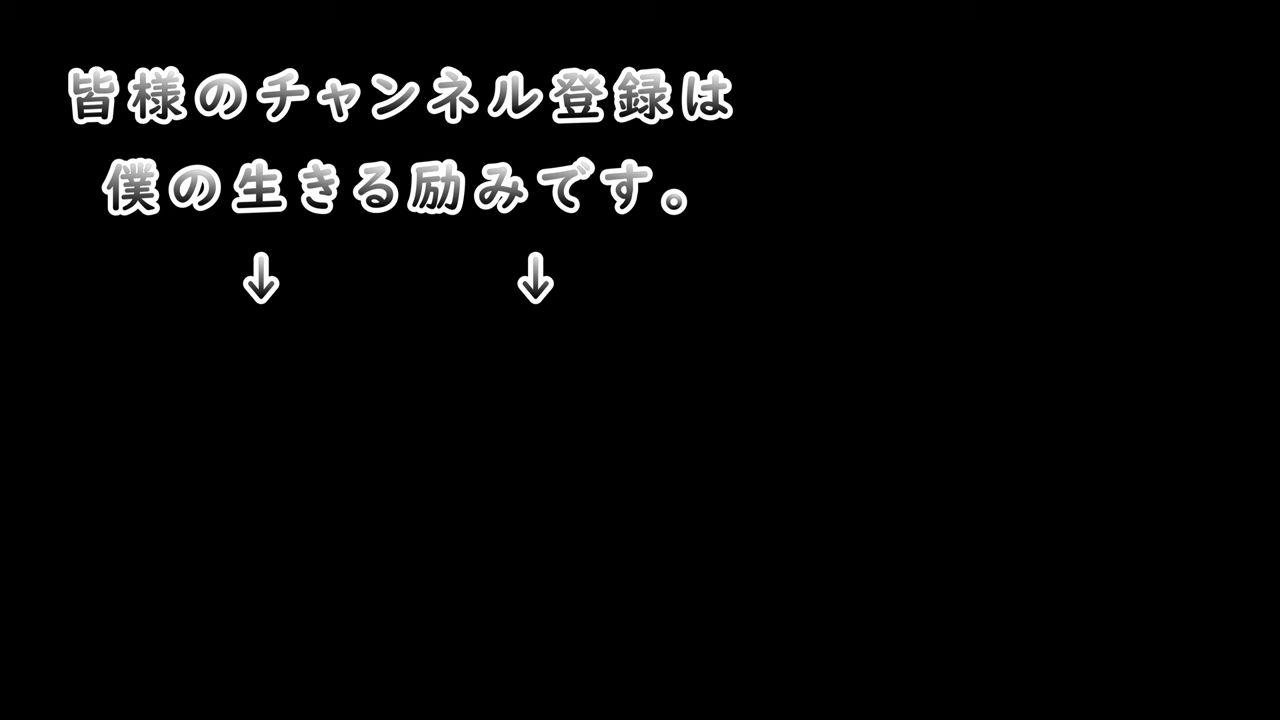 皆様のチャンネル登録は
僕の生きる励みです。
↓ ↓